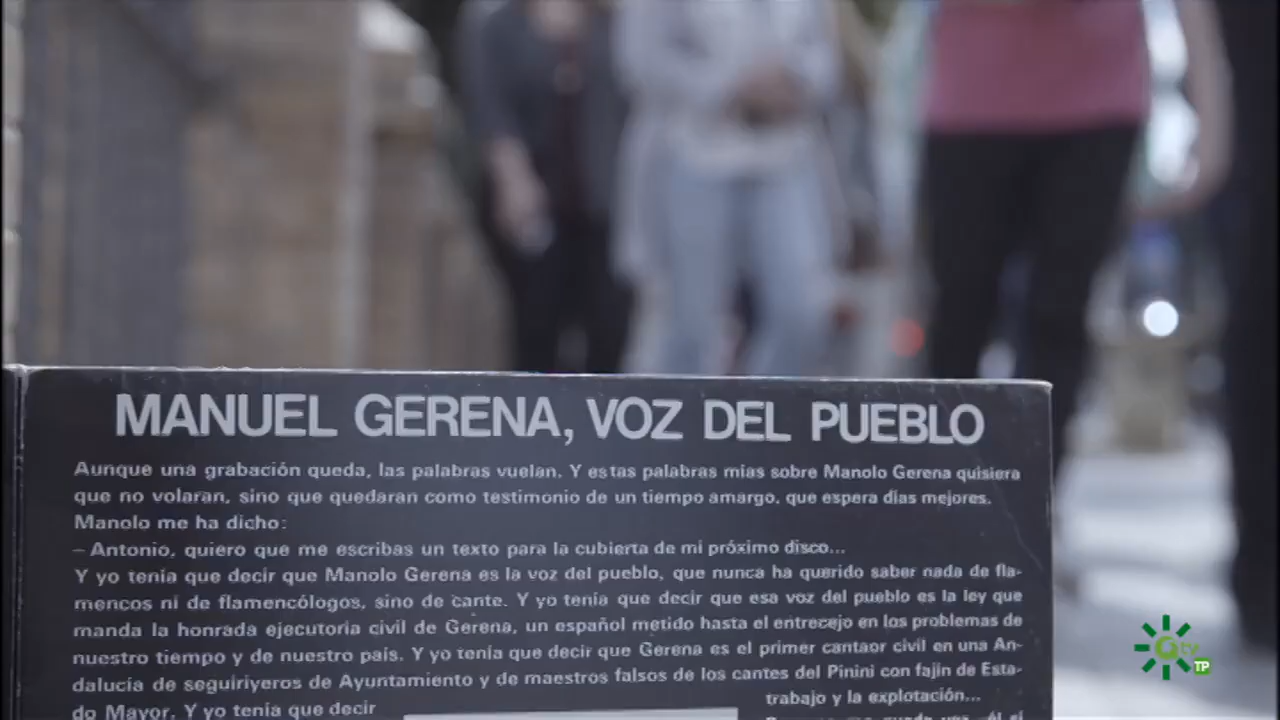 MANUEL GERENA, VOZ DEL PUEBLO
Aunque una grabación queda, las palabras vuelan. Y estas palabras mías sobre Manolo Gerena quisiera
que no volaran, sino que quedaran como testimonio de un tiempo amargo, que espera días mejores.
Manolo me ha dicho:
– Antonio, quiero que me escribas un texto para la cubierta de mi próximo disco...
Y yo tenía que decir que Manolo Gerena es la voz del pueblo, que nunca ha querido saber nada de fla-
mencos ni de flamencólogos, sino de cante. Y yo tenía que decir que esa voz del pueblo es la ley que
manda la honrada ejecutoria civil de Gerena, un español metido hasta el entrecejo en los problemas de
nuestro tiempo y de nuestro país. Y yo tenía que decir que Gerena es el primer cantaor civil en una An-
dalucía de seguiriyeros de Ayuntamiento y de maestros falsos de los cantes del Pinini con fajín de Esta-
do Mayor. Y yo tenía que decir
trabajo y la explotación...
tv
TP